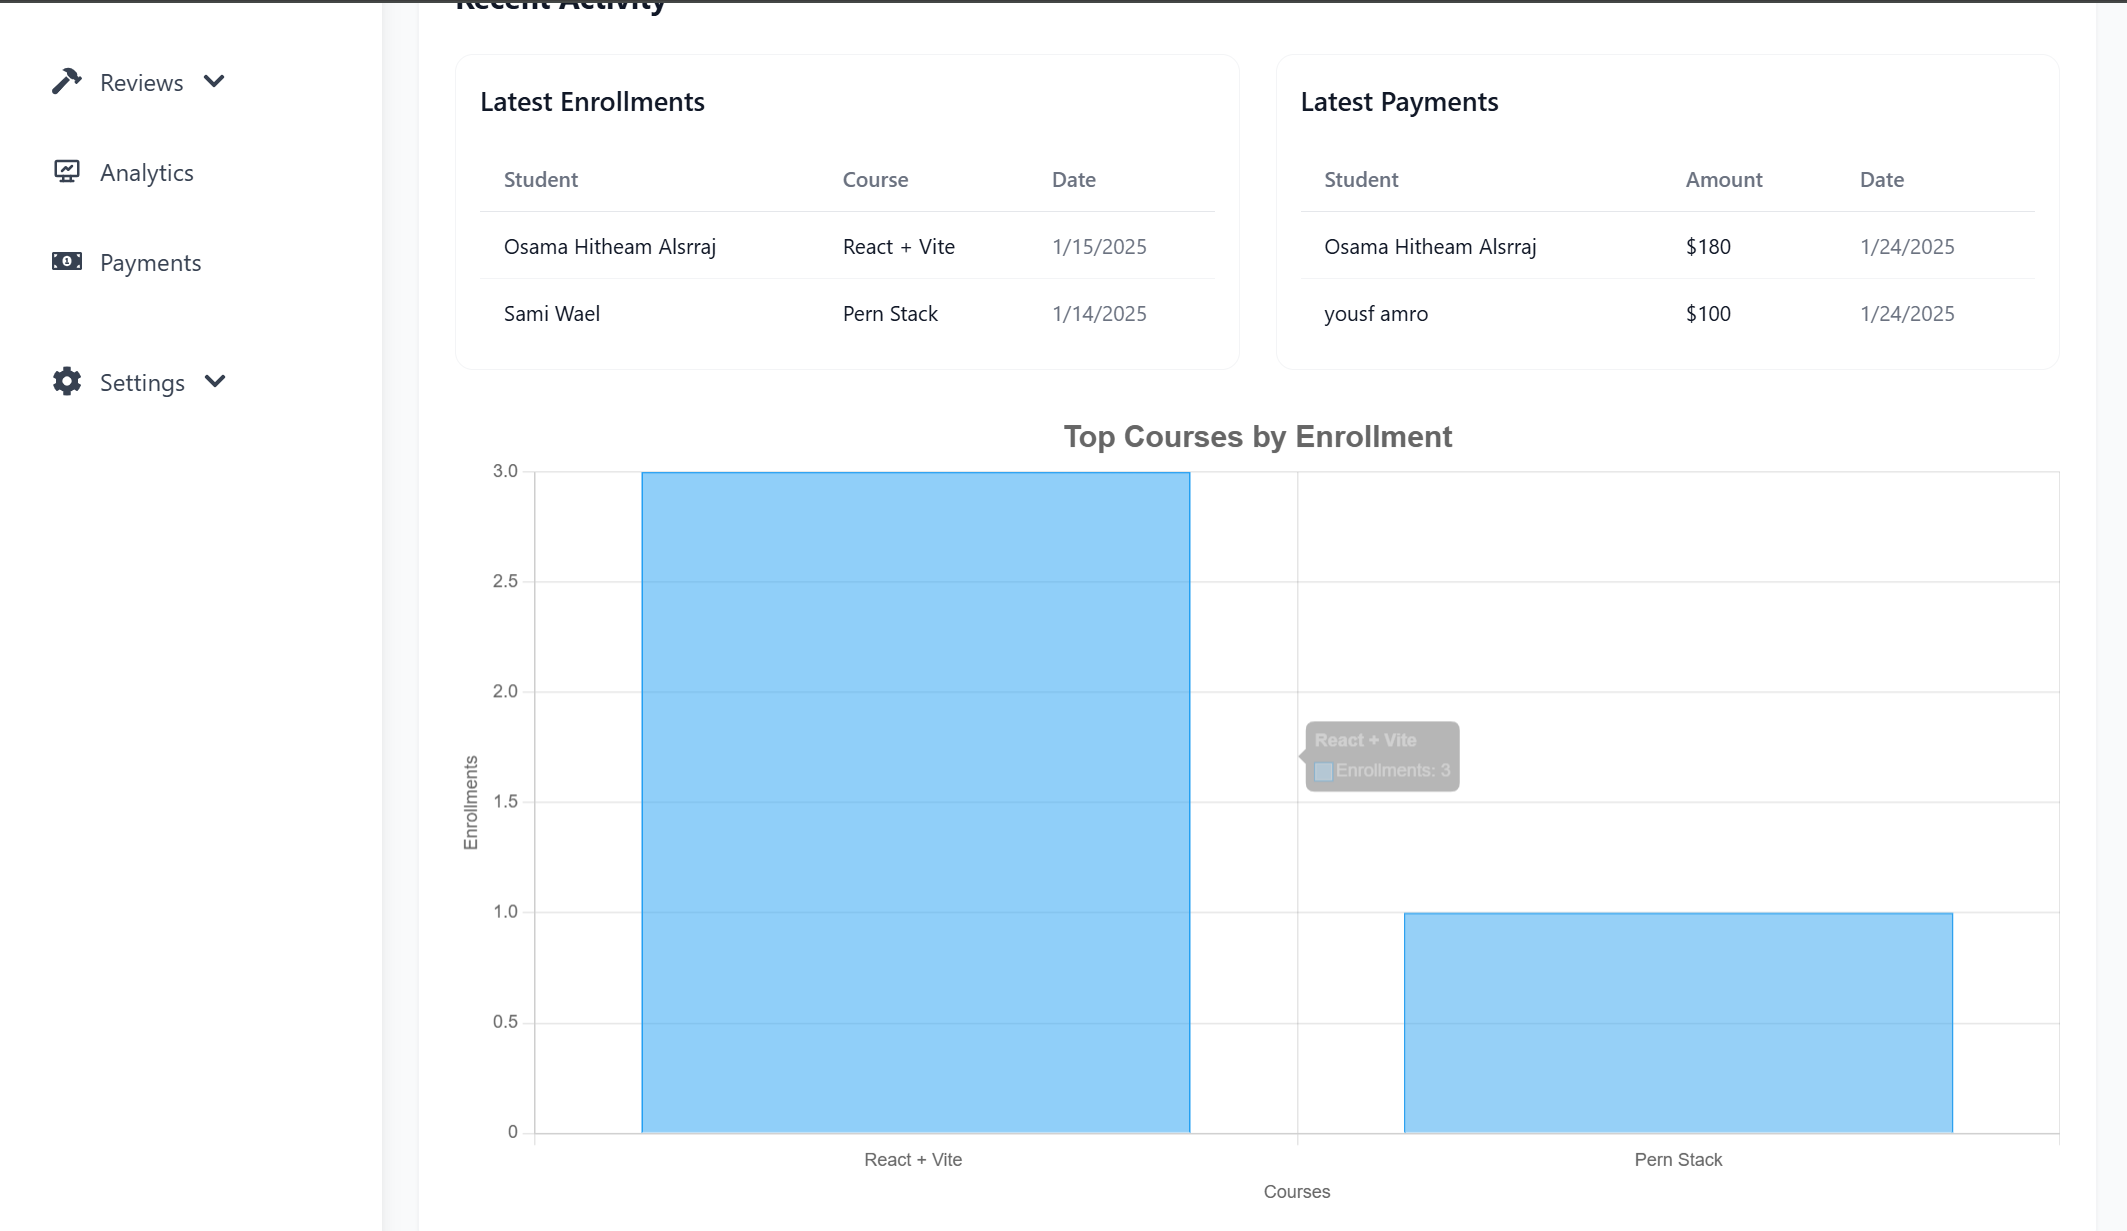 Recent Activity
Reviews
Analytics
Payments
Settings
Latest Enrollments
Student Course Date
Osama Hitheam Alsrraj React + Vite 1/15/2025
Sami Wael Pern Stack 1/14/2025
Latest Payments
Student Amount Date
Osama Hitheam Alsrraj $180 1/24/2025
yousf amro $100 1/24/2025
Top Courses by Enrollment
3.0
2.5
2.0
1.5
1.0
0.5
0
Enrollments
React + Vite
Enrollments: 3
React + Vite Pern Stack
Courses